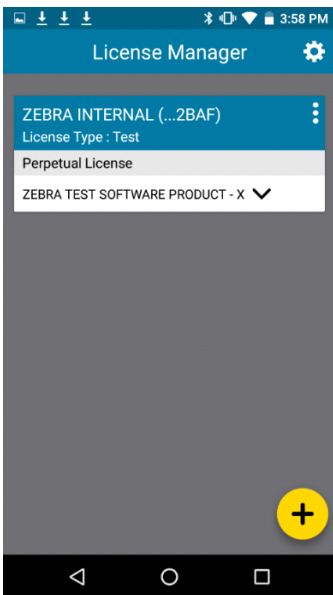 3:58 PM
License Manager
ZEBRA INTERNAL (...2BAF)
License Type : Test
Perpetual License
ZEBRA TEST SOFTWARE PRODUCT - X